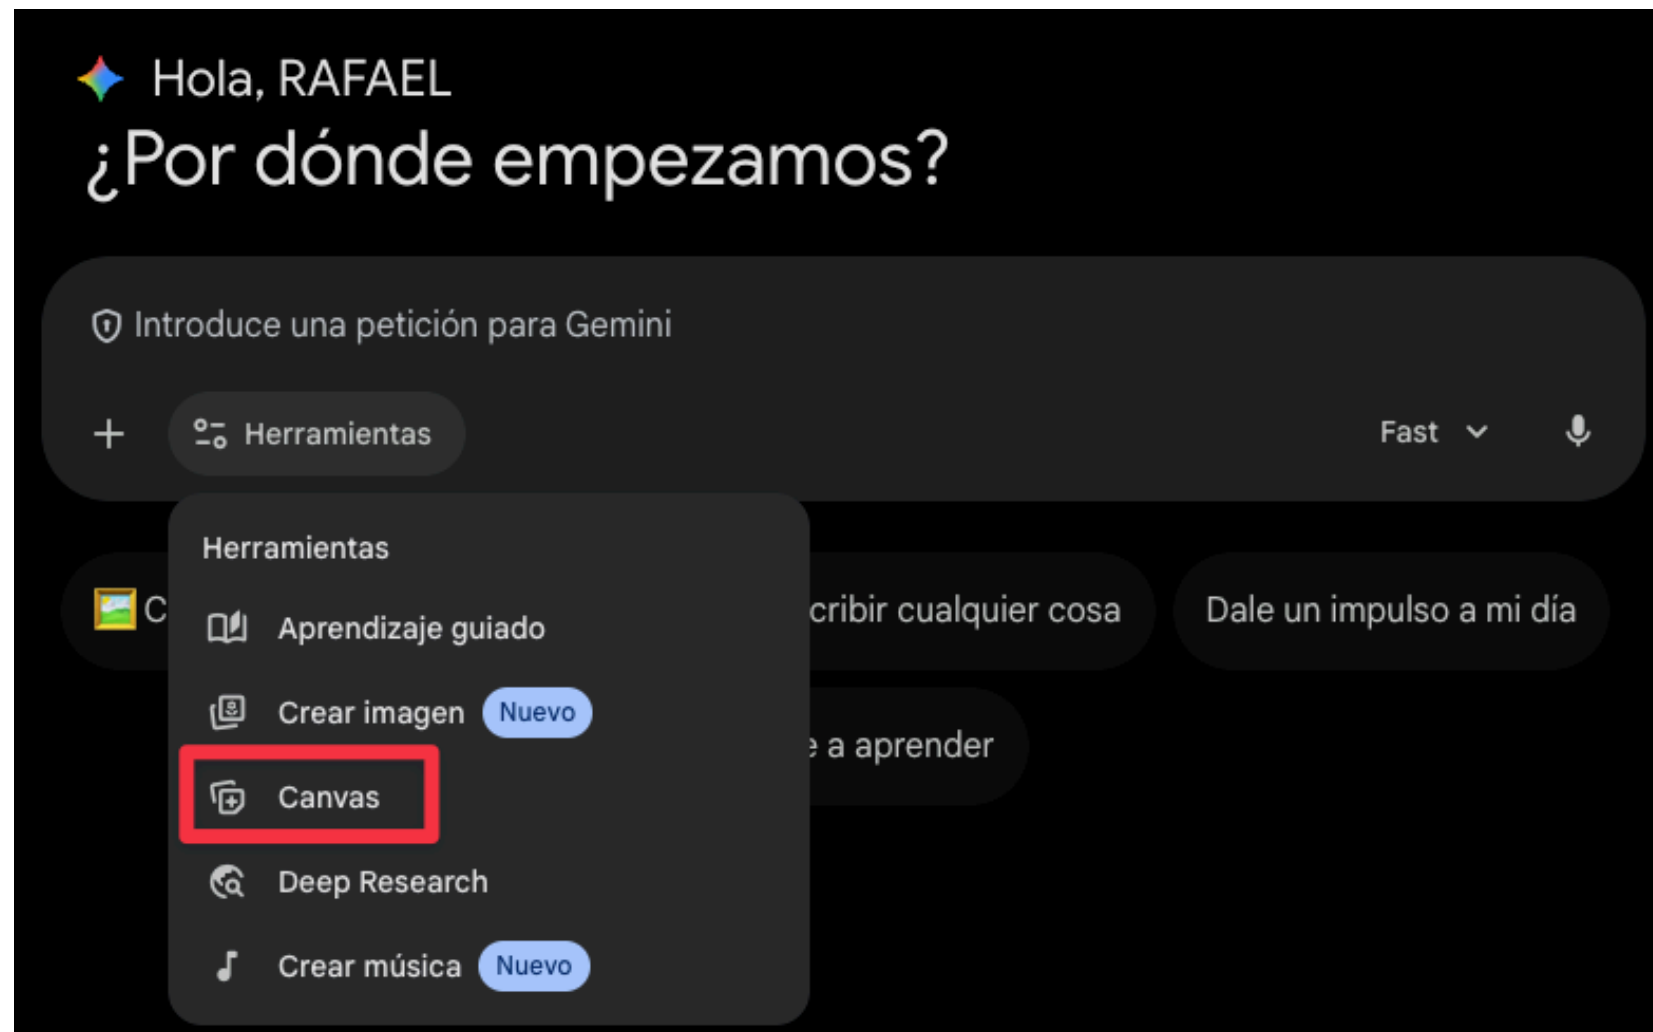 Hola, RAFAEL
¿Por dónde empezamos?
Introduce una petición para Gemini
Herramientas
Fast
Herramientas
Aprendizaje guiado
Crear imagen Nuevo
Canvas
Deep Research
Crear música Nuevo
C
cribir cualquier cosa
Dale un impulso a mi día
a aprender